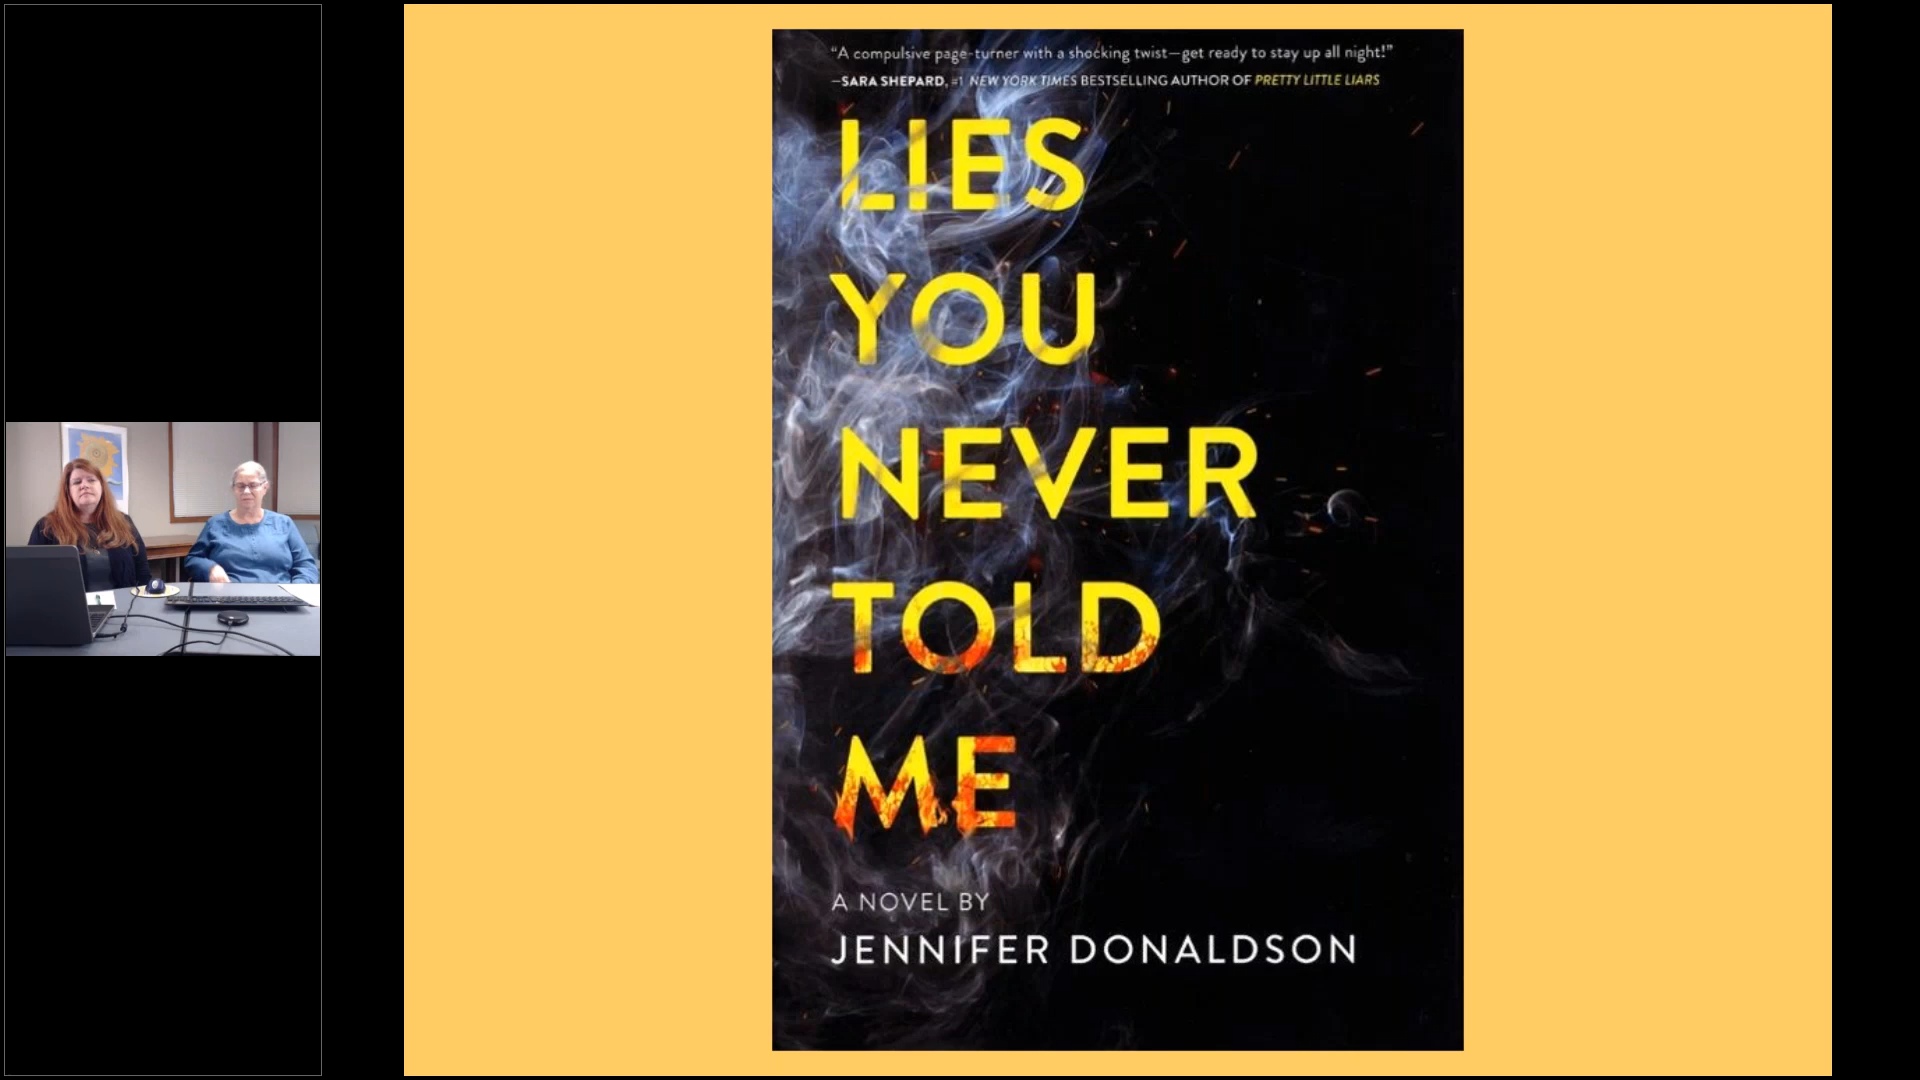 “A compulsive page-turner with a shocking twist—get ready to stay up all night!”
—SARA SHEPARD, #1 NEW YORK TIMES BESTSELLING AUTHOR OF PRETTY LITTLE LIARS
LIES
YOU
NEVER
TOLD
ME
A NOVEL BY
JENNIFER DONALDSON